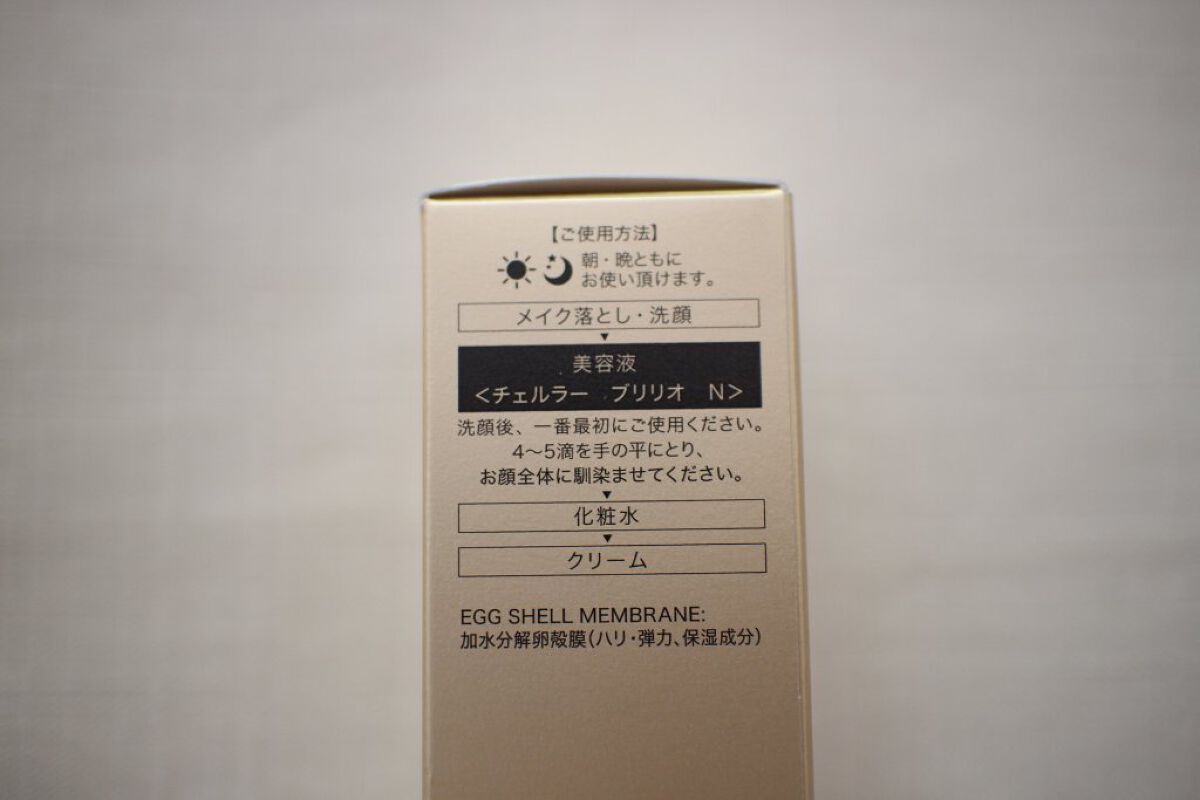 【ご使用方法】
朝・晩ともに
お使い頂けます。
メイク落とし・洗顔
▼
美容液
＜チェルラー　ブリリオ　N＞
洗顔後、一番最初にご使用ください。
4〜5滴を手の平にとり、
お顔全体に馴染ませてください。
▼
化粧水
▼
クリーム
EGG SHELL MEMBRANE:
加水分解卵殻膜(ハリ・弾力、保湿成分)